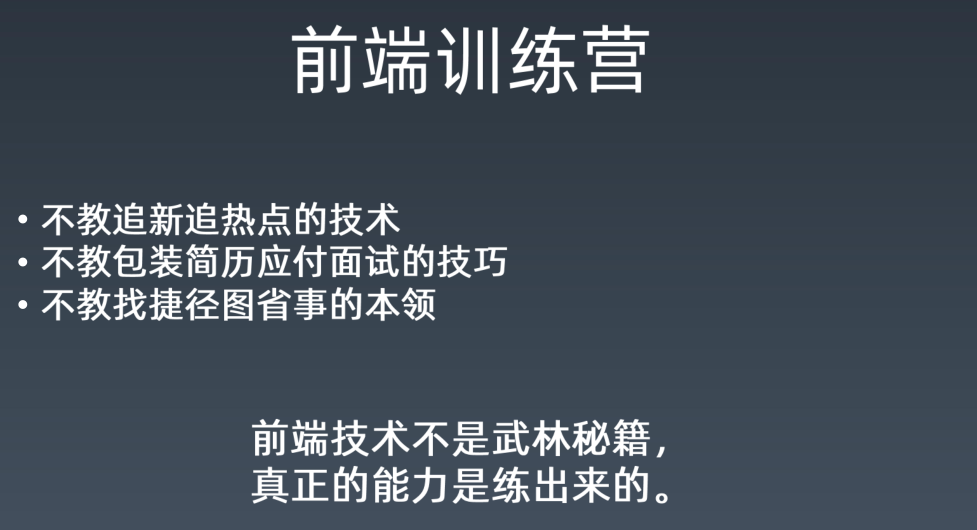 前端训练营
• 不教追新追热点的技术
• 不教包装简历应付面试的技巧
• 不教找捷径图省事的本领
前端技术不是武林秘籍，
真正的能力是练出来的。